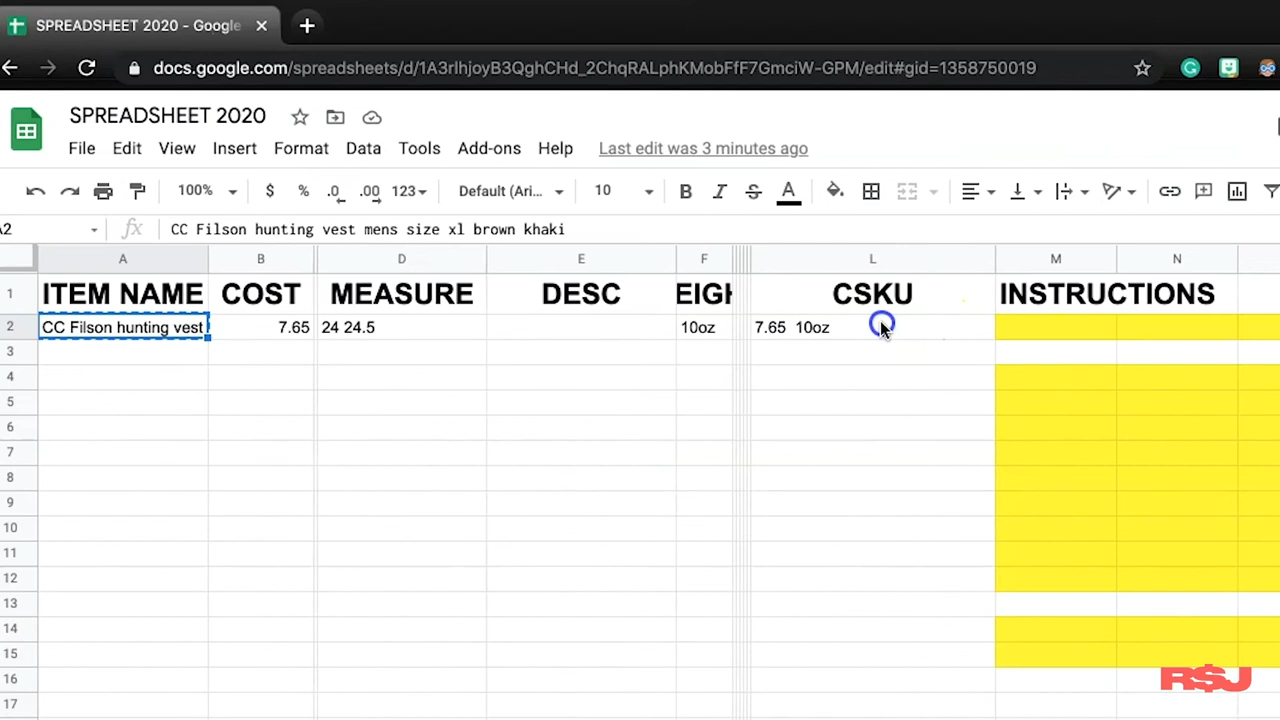 SPREADSHEET 2020 - Google
docs.google.com/spreadsheets/d/1A3rlhjoyB3QghCHd_2ChqRALphKMobFfF7GmciW-GPM/edit#gid=1358750019
SPREADSHEET 2020
File Edit View Insert Format Data Tools Add-ons Help Last edit was 3 minutes ago
100% $ % .0 .00 123 Default (Ari... 10 B I S A
A2 fx CC Filson hunting vest mens size xl brown khaki
A B D E F L M N
1 ITEM NAME COST MEASURE DESC EIGH CSKU INSTRUCTIONS
2 CC Filson hunting vest 7.65 24 24.5 10oz 7.65 10oz
3
4
5
6
7
8
9
10
11
12
13
14
15
16
17
R$J